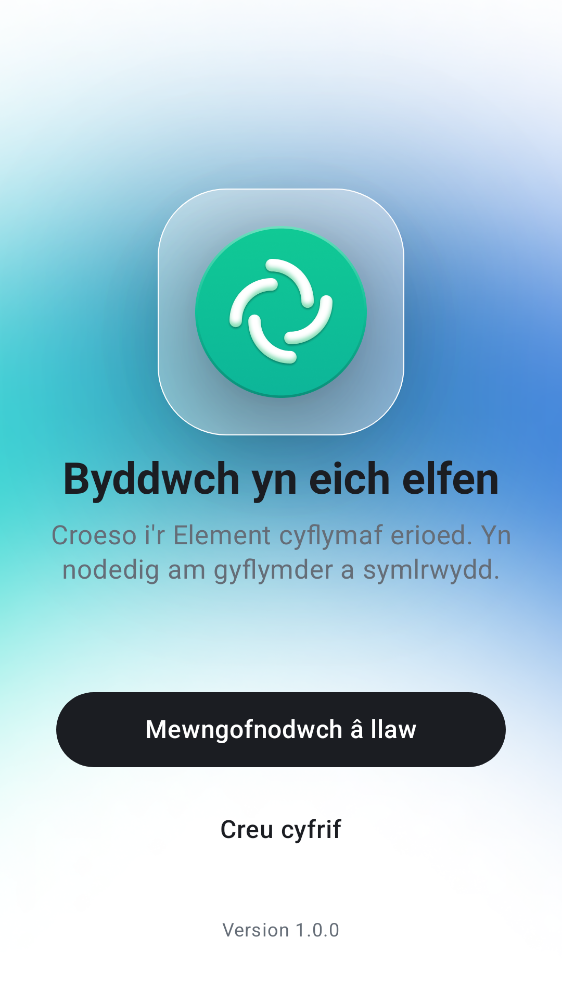 Byddwch yn eich elfen
Croeso i'r Element cyflymaf erioed. Yn
nodedig am gyflymder a symlrwydd.
Mewngofnodwch â llaw
Creu cyfrif
Version 1.0.0